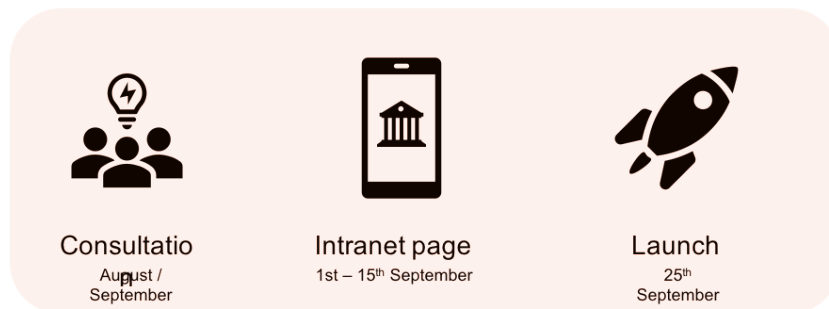 Consultatio
n
August /
September
Intranet page
1st – 15th September
Launch
25th
September